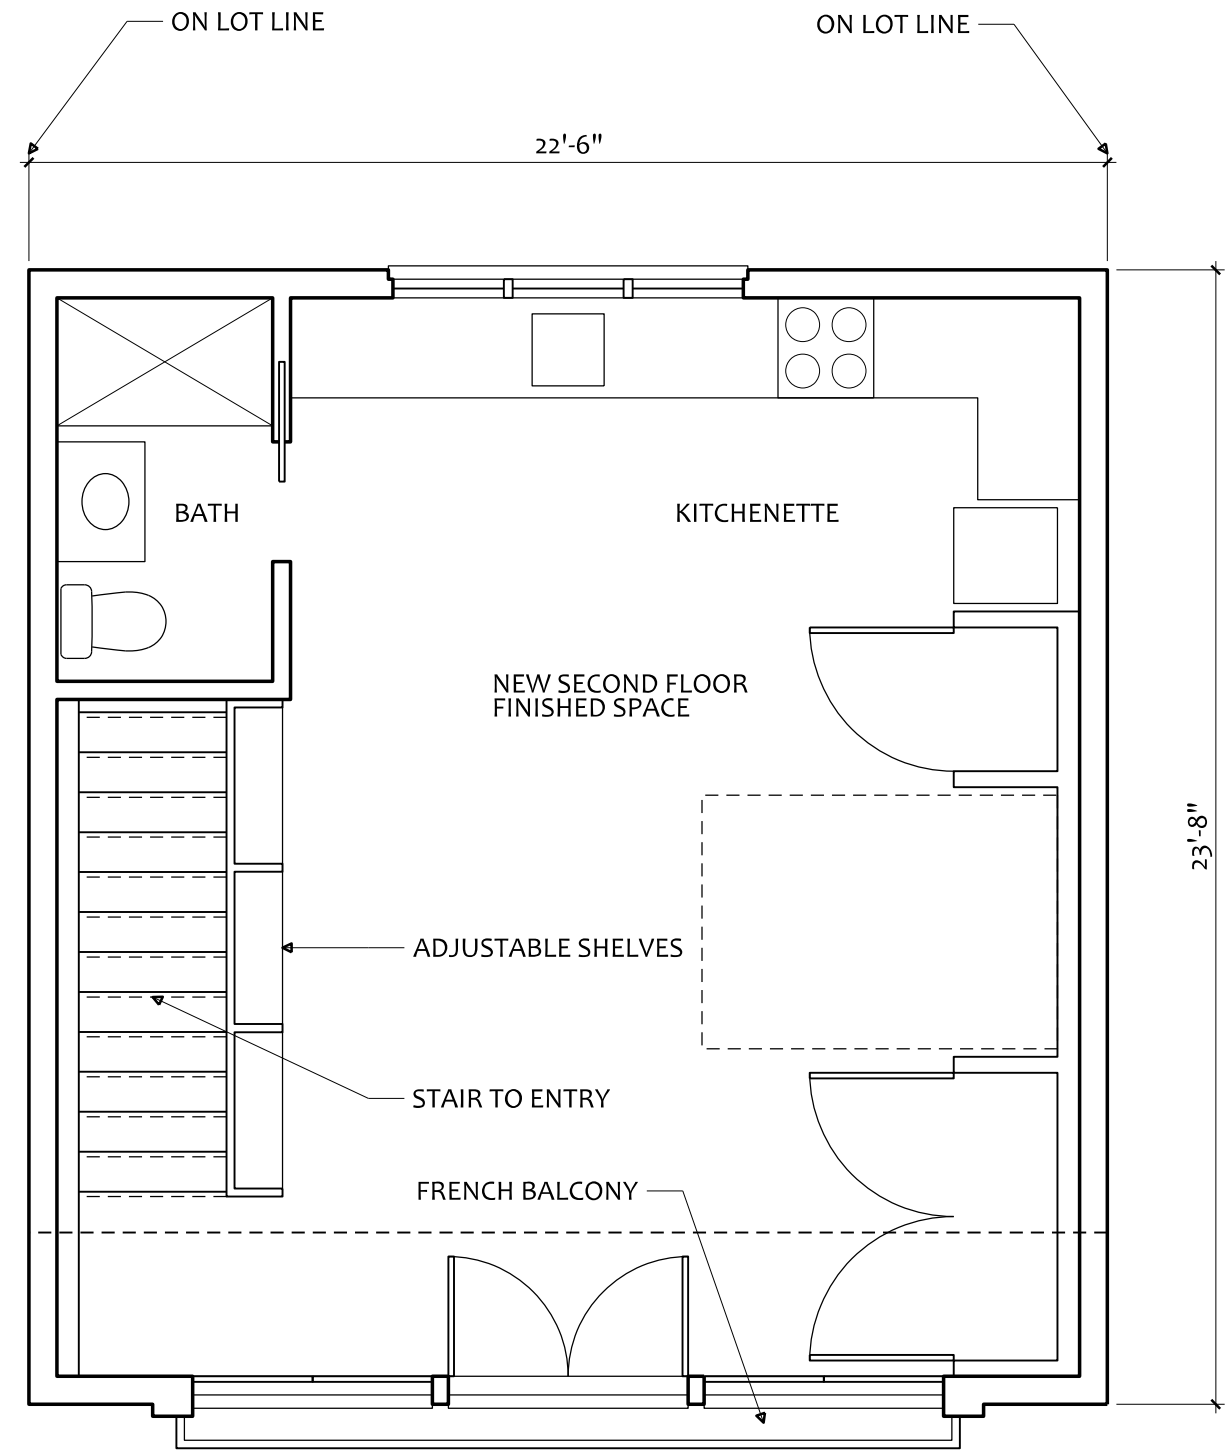 ON LOT LINE
ON LOT LINE
22'-6"
BATH
KITCHENETTE
NEW SECOND FLOOR
FINISHED SPACE
23'-8"
ADJUSTABLE SHELVES
STAIR TO ENTRY
FRENCH BALCONY